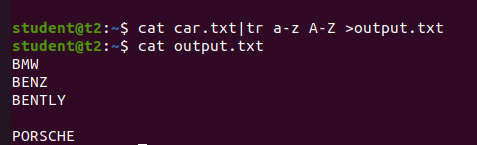 student@t2:~$ cat car.txt|tr a-z A-Z >output.txt
student@t2:~$ cat output.txt
BMW
BENZ
BENTLY
PORSCHE